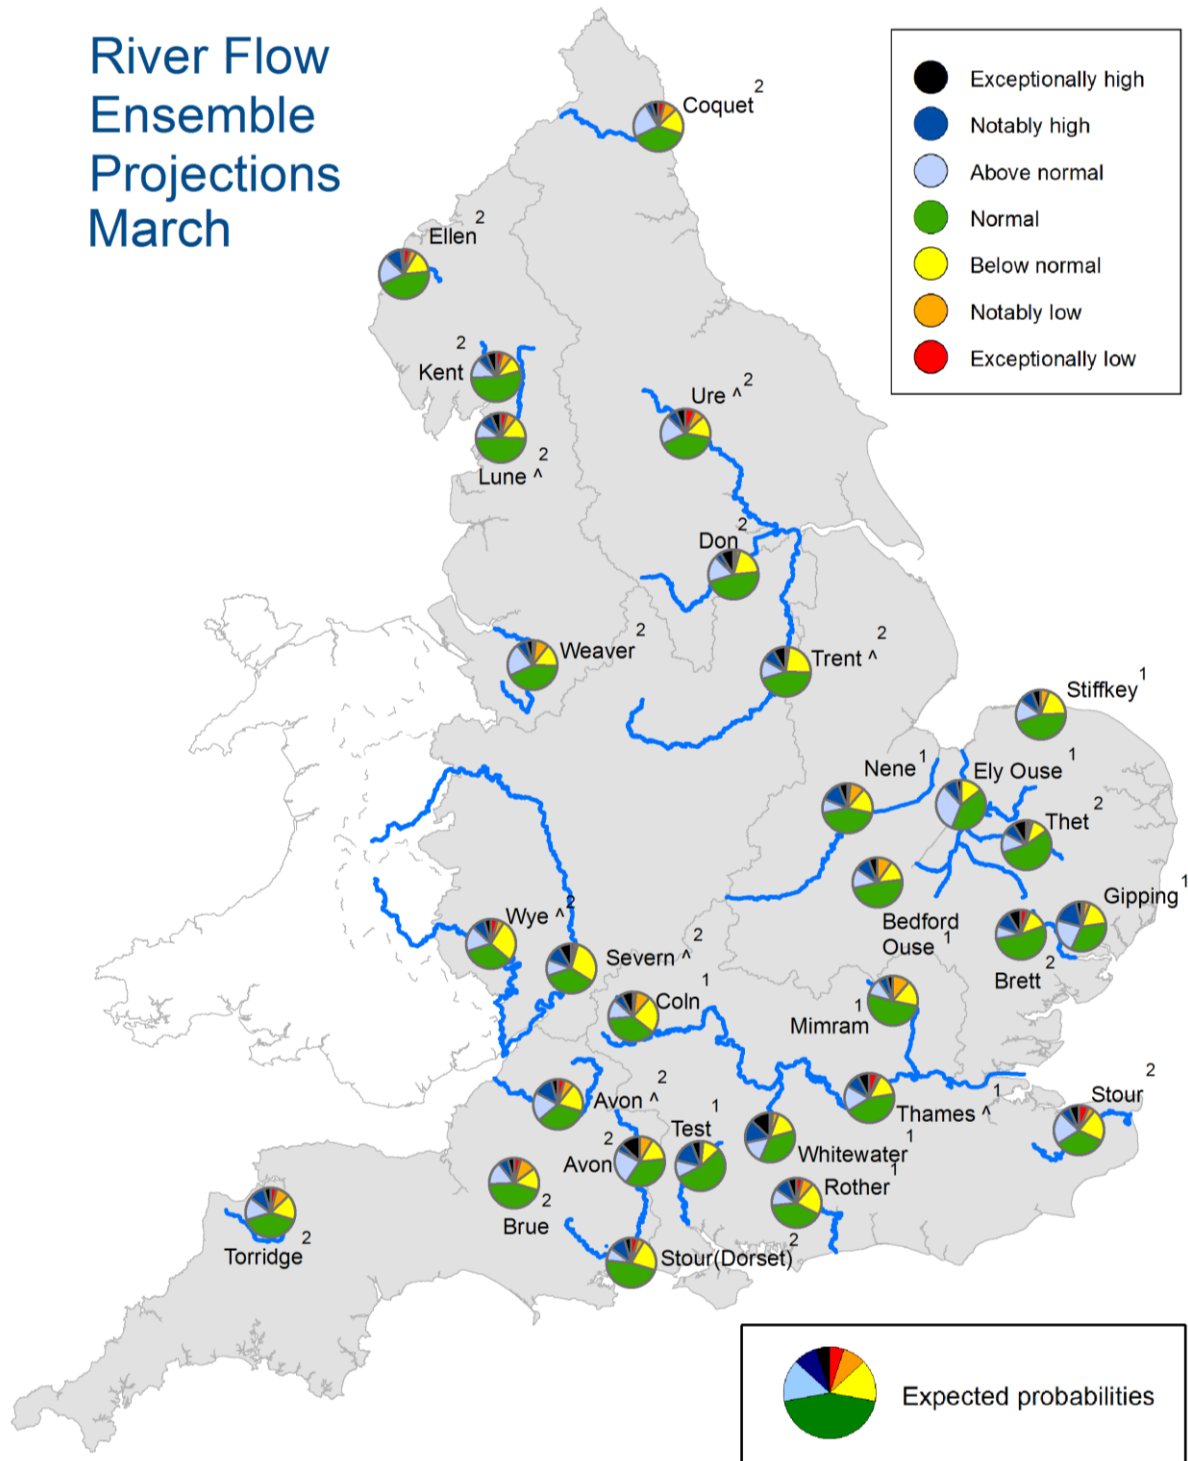 River Flow
Ensemble
Projections
March
Exceptionally high
Notably high
Above normal
Normal
Below normal
Notably low
Exceptionally low
Coquet 2
Ellen 2
Kent 2
Ure ^ 2
Lune ^ 2
Don 2
Weaver 2
Trent ^ 2
Stiffkey 1
Nene 1
Ely Ouse 1
Thet 2
Gipping 1
Bedford
Ouse 1
Brett 2
Wye ^ 2
Severn ^ 2
Coln 1
Mimram 1
Avon ^ 2
Thames ^ 1
Stour 2
Test 1
Avon 2
Whitewater 1
Rother 1
Brue 2
Torridge 2
Stour(Dorset) 2
Expected probabilities